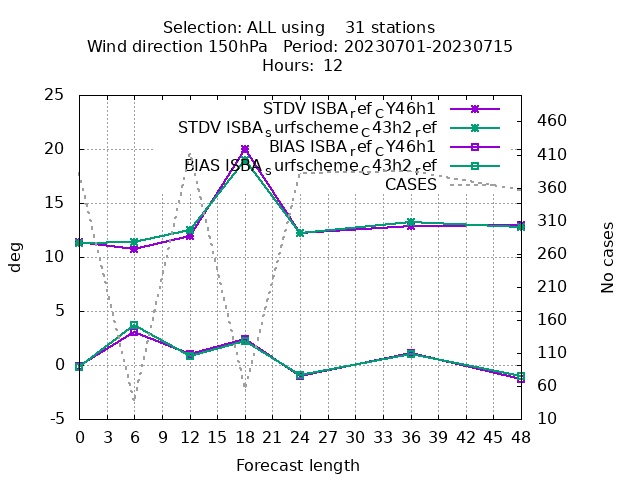 Selection: ALL using    31 stations
Wind direction 150hPa   Period: 20230701-20230715
Hours:  12
STDV ISBA_ref_CY46h1
STDV ISBA_surfscheme_C43h2_ref
BIAS ISBA_ref_CY46h1
BIAS ISBA_surfscheme_C43h2_ref
CASES
25
20
15
10
5
0
-5
deg
460
410
360
310
260
210
160
110
60
10
No cases
0 3 6 9 12 15 18 21 24 27 30 33 36 39 42 45 48
Forecast length